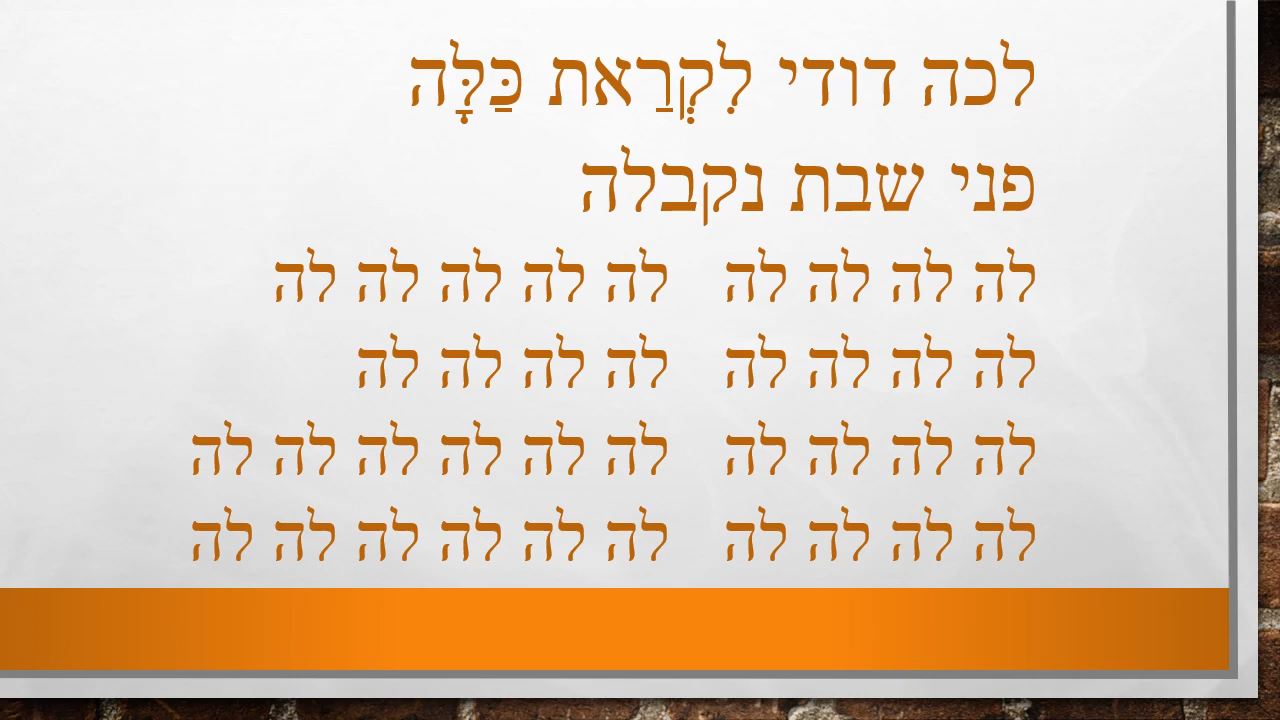 לכה דודי לִקְרַאת כַּלָּה
פני שבת נקבלה
לה לה לה לה   לה לה לה לה לה
לה לה לה לה   לה לה לה לה
לה לה לה לה   לה לה לה לה לה לה
לה לה לה לה   לה לה לה לה לה לה